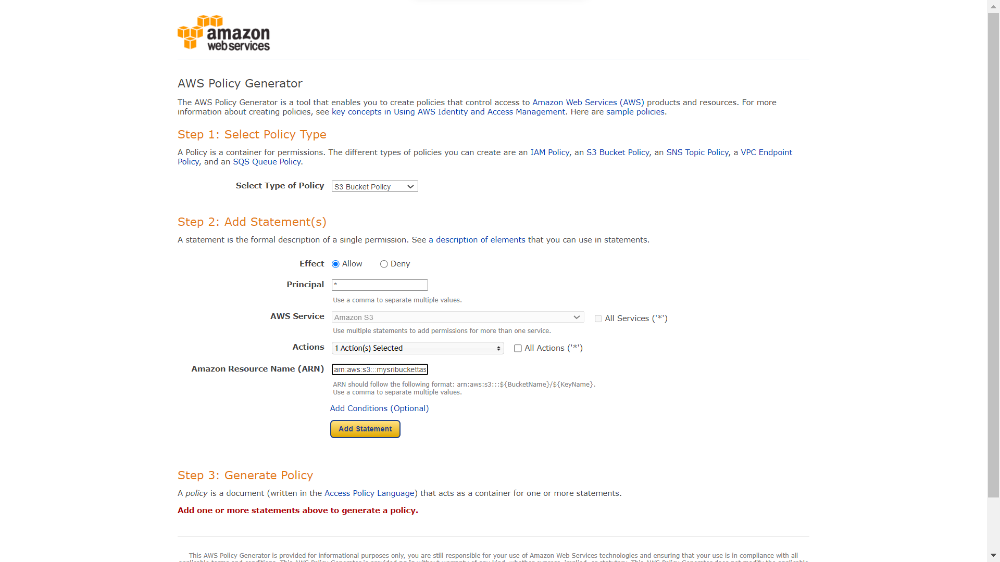 amazon
web services
AWS Policy Generator
The AWS Policy Generator is a tool that enables you to create policies that control access to Amazon Web Services (AWS) products and resources. For more
information about creating policies, see key concepts in Using AWS Identity and Access Management. Here are sample policies.
Step 1: Select Policy Type
A Policy is a container for permissions. The different types of policies you can create are an IAM Policy, an S3 Bucket Policy, an SNS Topic Policy, a VPC Endpoint
Policy, and an SQS Queue Policy.
Select Type of Policy S3 Bucket Policy
Step 2: Add Statement(s)
A statement is the formal description of a single permission. See a description of elements that you can use in statements.
Effect Allow Deny
Principal *
Use a comma to separate multiple values.
AWS Service Amazon S3 All Services ('*')
Use multiple statements to add permissions for more than one service.
Actions 1 Action(s) Selected All Actions ('*')
Amazon Resource Name (ARN) arn:aws:s3:::mysribuckettas
ARN should follow the following format: arn:aws:s3:::${BucketName}/${KeyName}.
Use a comma to separate multiple values.
Add Conditions (Optional)
Add Statement
Step 3: Generate Policy
A policy is a document (written in the Access Policy Language) that acts as a container for one or more statements.
Add one or more statements above to generate a policy.
This AWS Policy Generator is provided for informational purposes only, you are still responsible for your use of Amazon Web Services technologies and ensuring that your use is in compliance with all